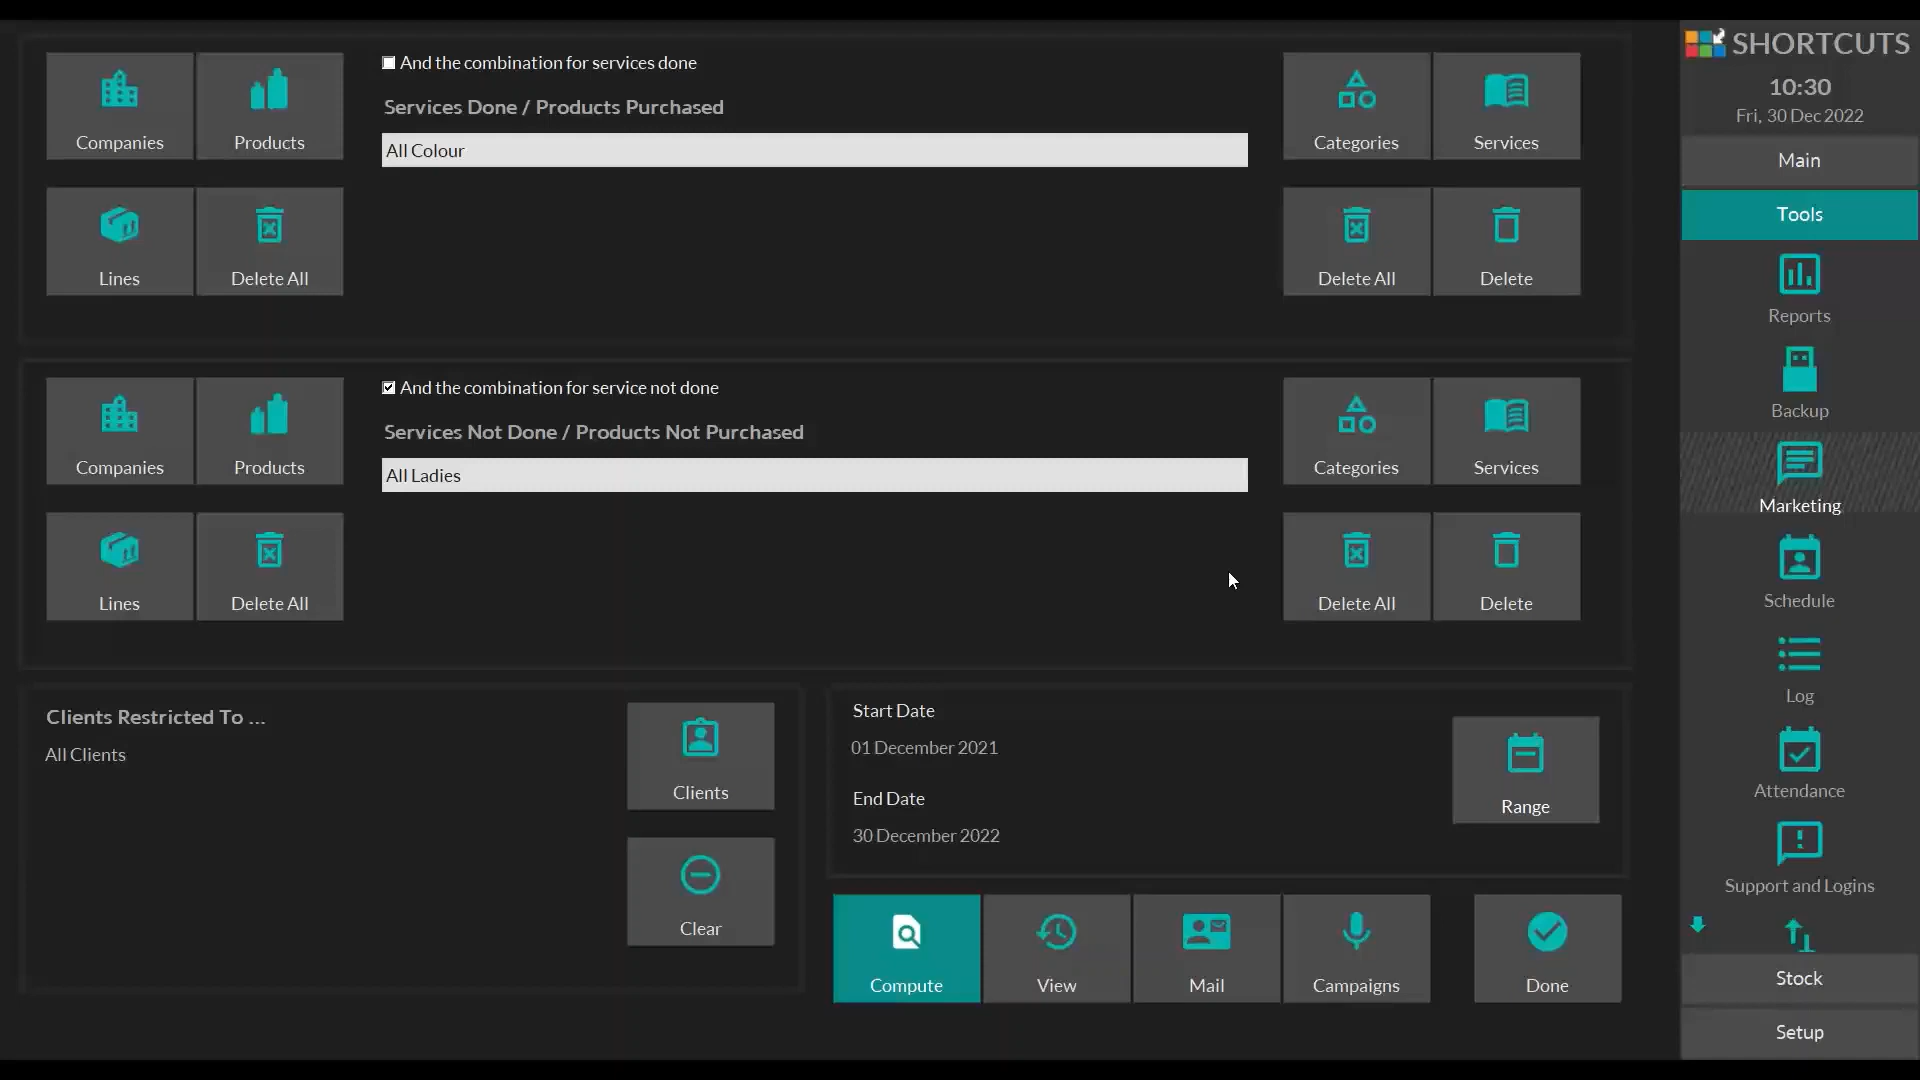 And the combination for services done
Services Done / Products Purchased
All Colour
Companies
Products
Lines
Delete All
Categories
Services
Delete All
Delete
And the combination for service not done
Services Not Done / Products Not Purchased
All Ladies
Companies
Products
Lines
Delete All
Categories
Services
Delete All
Delete
Clients Restricted To ...
All Clients
Clients
Clear
Start Date
01 December 2021
End Date
30 December 2022
Range
Compute
View
Mail
Campaigns
Done
SHORTCUTS
10:30
Fri, 30 Dec 2022
Main
Tools
Reports
Backup
Marketing
Schedule
Log
Attendance
Support and Logins
Stock
Setup